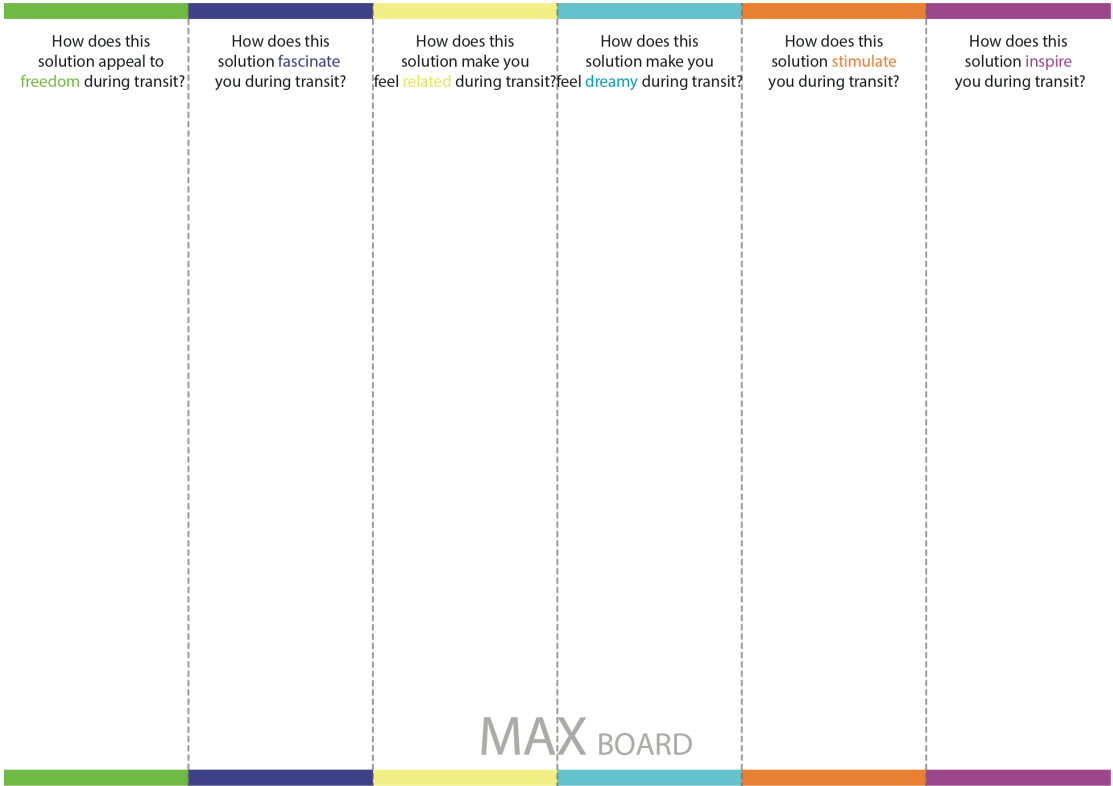 How does this
solution appeal to
freedom during transit?
How does this
solution fascinate
you during transit?
How does this
solution make you
feel related during transit?
How does this
solution make you
feel dreamy during transit?
How does this
solution stimulate
you during transit?
How does this
solution inspire
you during transit?
MAX BOARD